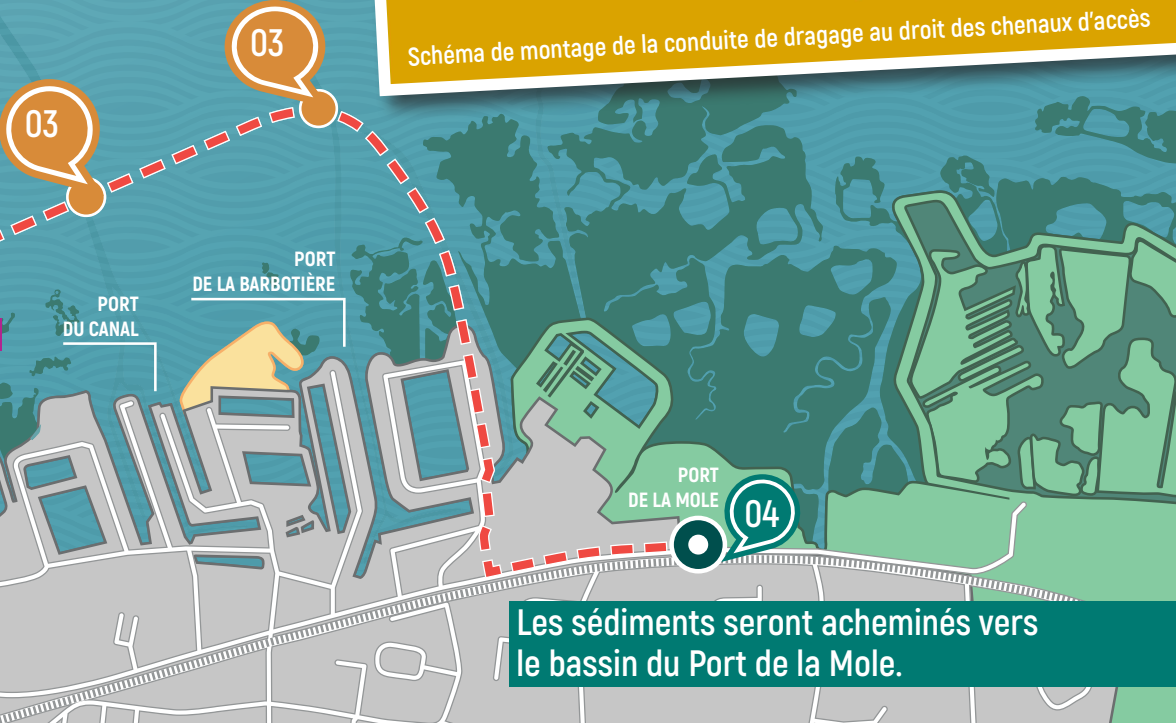 03
Schéma de montage de la conduite de dragage au droit des chenaux d'accès
03
PORT
DE LA BARBOTIÈRE
PORT
DU CANAL
PORT
DE LA MOLE
04
Les sédiments seront acheminés vers
le bassin du Port de la Mole.